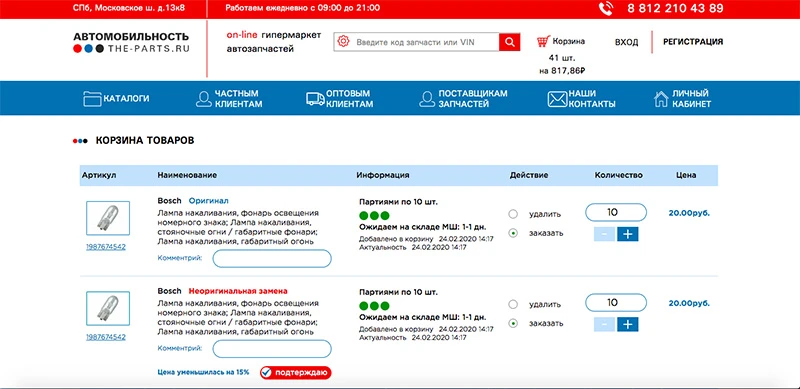 СПб, Московское ш. д.13к8
Работаем ежедневно с 09:00 до 21:00
8 812 210 43 89
АВТОМОБИЛЬНОСТЬ
THE-PARTS.RU
on-line гипермаркет
автозапчастей
Введите код запчасти или VIN
Корзина
41 шт.
на 817,86₽
ВХОД
РЕГИСТРАЦИЯ
КАТАЛОГИ
ЧАСТНЫМ
КЛИЕНТАМ
ОПТОВЫМ
КЛИЕНТАМ
ПОСТАВЩИКАМ
ЗАПЧАСТЕЙ
НАШИ
КОНТАКТЫ
ЛИЧНЫЙ
КАБИНЕТ
КОРЗИНА ТОВАРОВ
Артикул Наименование Информация Действие Количество Цена
1987674542
Bosch Оригинал
Лампа накаливания, фонарь освещения
номерного знака; Лампа накаливания,
стояночные огни / габаритные фонари;
Лампа накаливания, габаритный огонь
Комментрий:
Партиями по 10 шт.
Ожидаем на складе МШ: 1-1 дн.
Добавлено в корзину 24.02.2020 14:17
Актуальность 24.02.2020 14:17
удалить
заказать
10
- +
20.00руб.
1987674542
Bosch Неоригинальная замена
Лампа накаливания, фонарь освещения
номерного знака; Лампа накаливания,
стояночные огни / габаритные фонари;
Лампа накаливания, габаритный огонь
Комментрий:
Цена уменьшилась на 15% подтерждаю
Партиями по 10 шт.
Ожидаем на складе МШ: 1-1 дн.
Добавлено в корзину 24.02.2020 14:17
Актуальность 24.02.2020 14:17
удалить
заказать
10
- +
20.00руб.